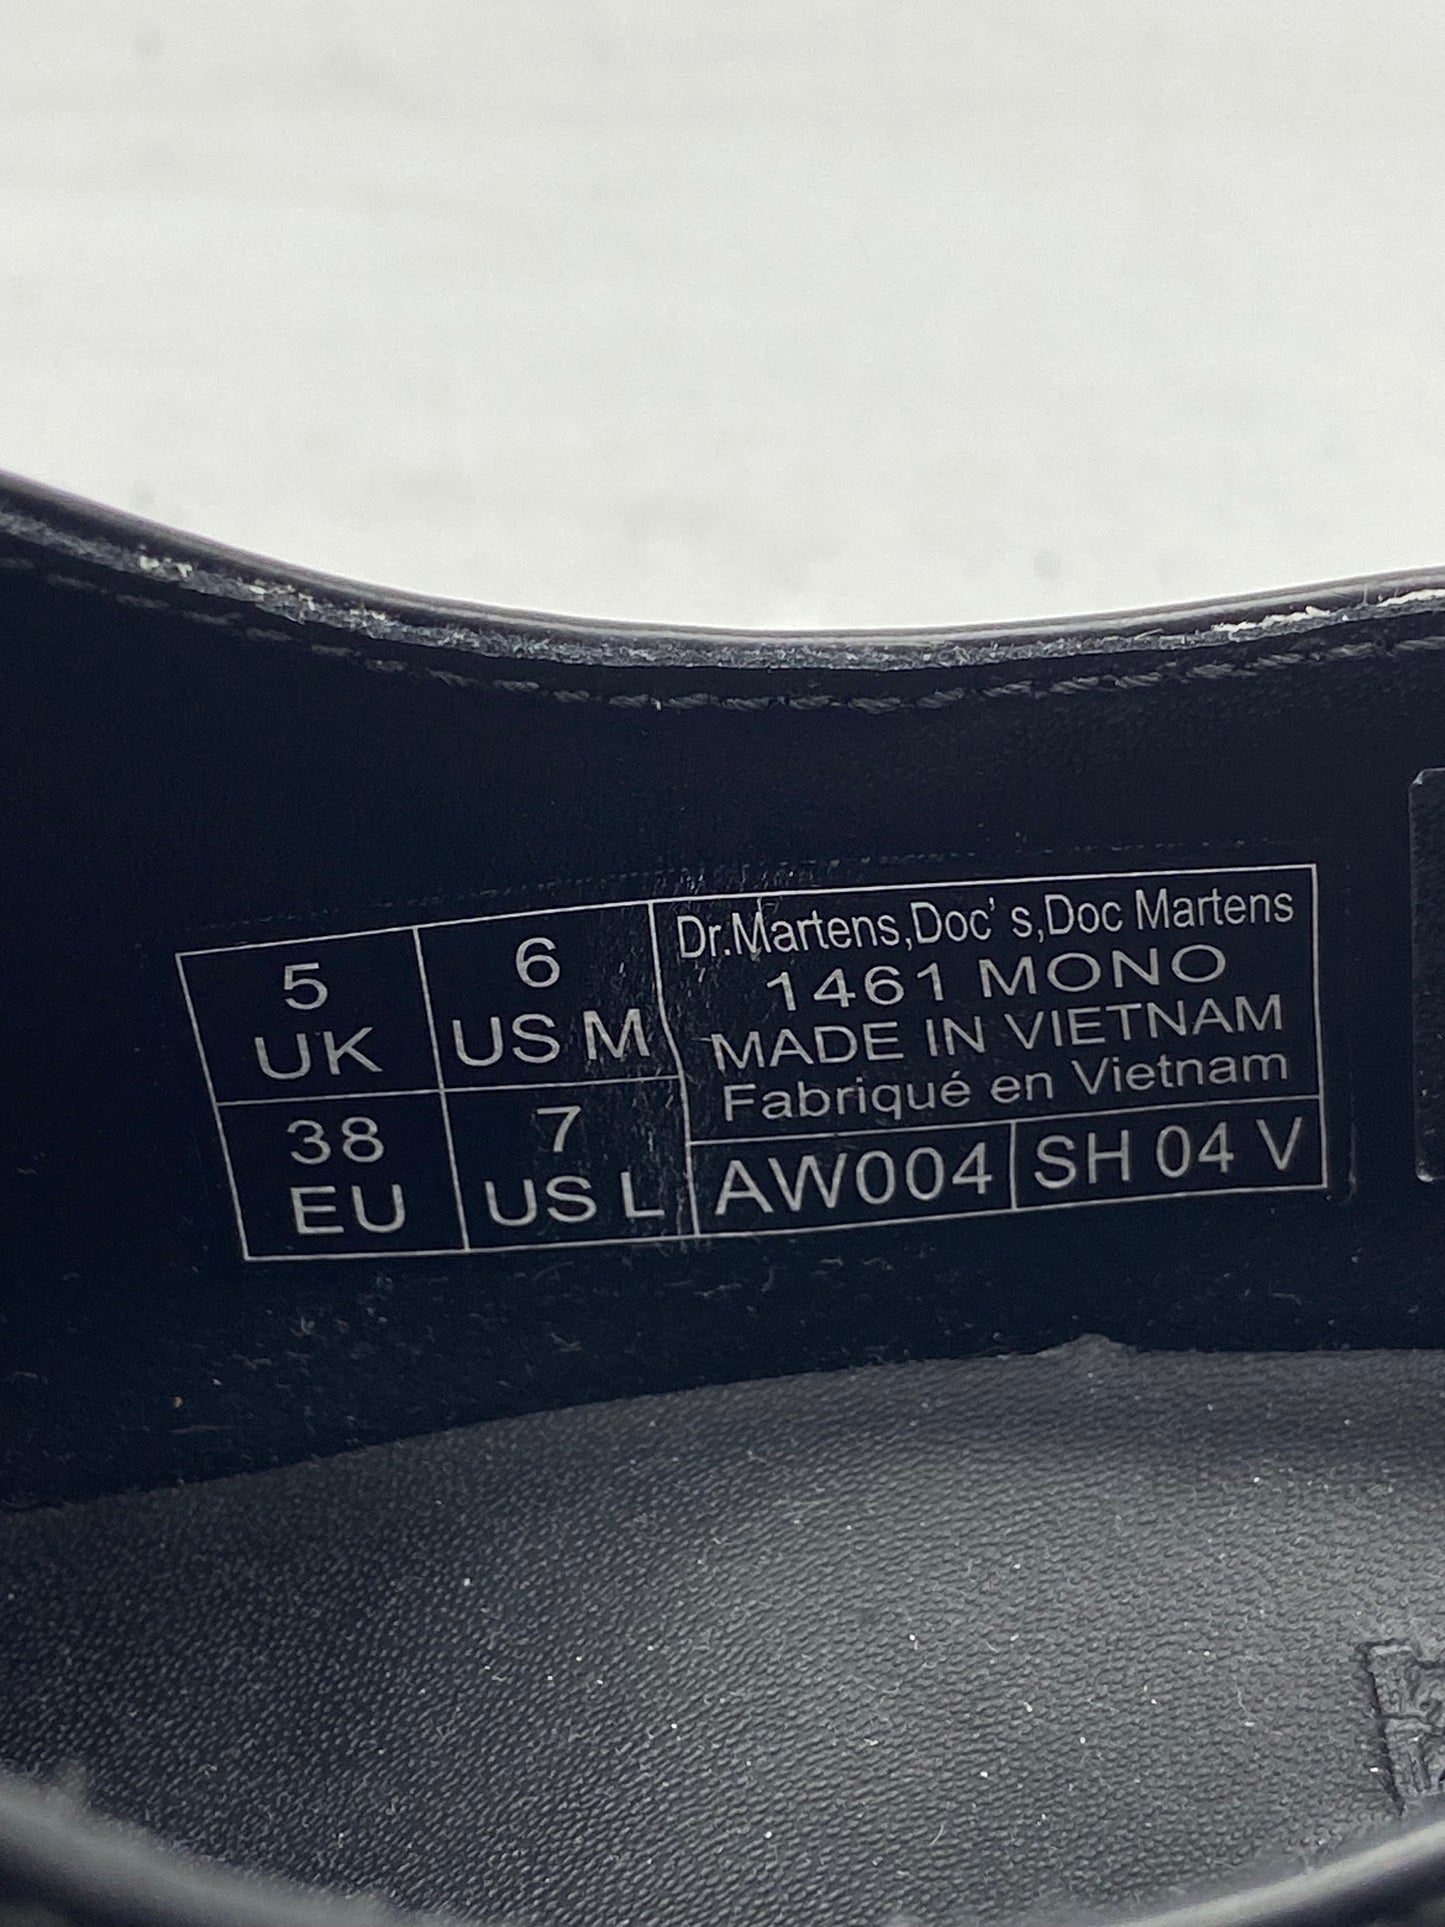 5
UK
6
US M
38
EU
7
US L
Dr.Martens,Doc's,Doc Martens
1461 MONO
MADE IN VIETNAM
Fabriqué en Vietnam
AW004
SH 04 V